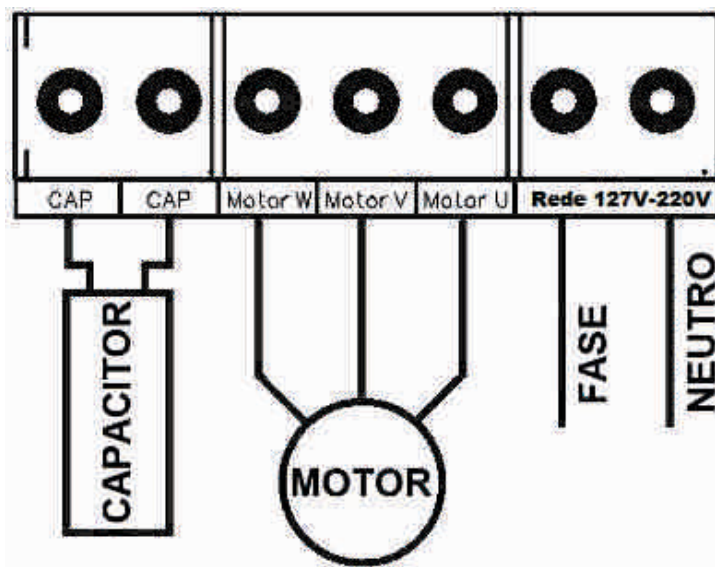 CAP CAP Motor W Motor V Motor U Rede 127V-220V
CAPACITOR
MOTOR
FASE
NEUTRO